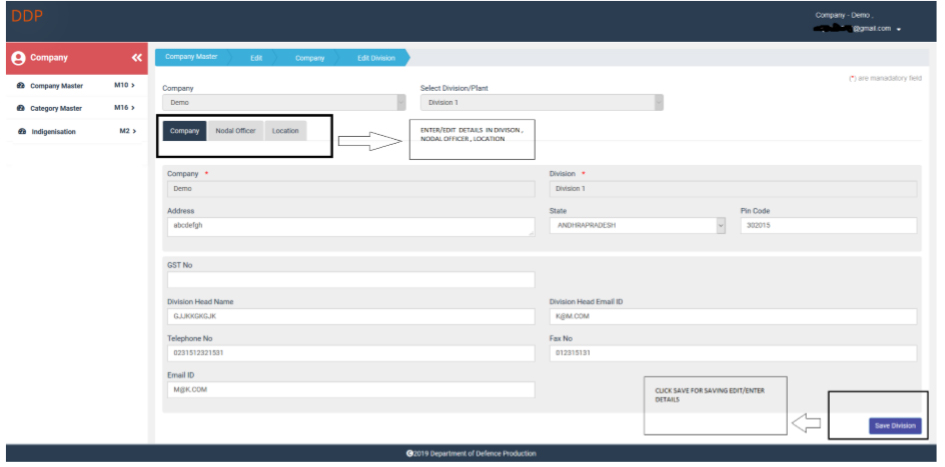 DDP
Company - Demo ,
@gmail.com
Company
Company Master Edit Company Edit Division
(*) are manadatory field
Company Master M10 >
Category Master M16 >
Indigenisation M2 >
Company Select Division/Plant
Demo Division 1
Company Nodal Officer Location
ENTER/EDIT DETAILS IN DIVISON ,
NODAL OFFICER , LOCATION
Company * Division *
Demo Division 1
Address State Pin Code
abcdefgh ANDHRAPRADESH 302015
GST No
Division Head Name Division Head Email ID
GJJKKGKGJK K@M.COM
Telephone No Fax No
0231512321531 012315131
Email ID
M@K.COM
CLICK SAVE FOR SAVING EDIT/ENTER
DETAILS
Save Division
©2019 Department of Defence Production